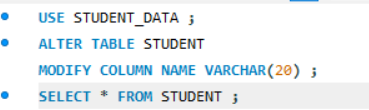 USE STUDENT_DATA ;
ALTER TABLE STUDENT
MODIFY COLUMN NAME VARCHAR(20) ;
SELECT * FROM STUDENT ;